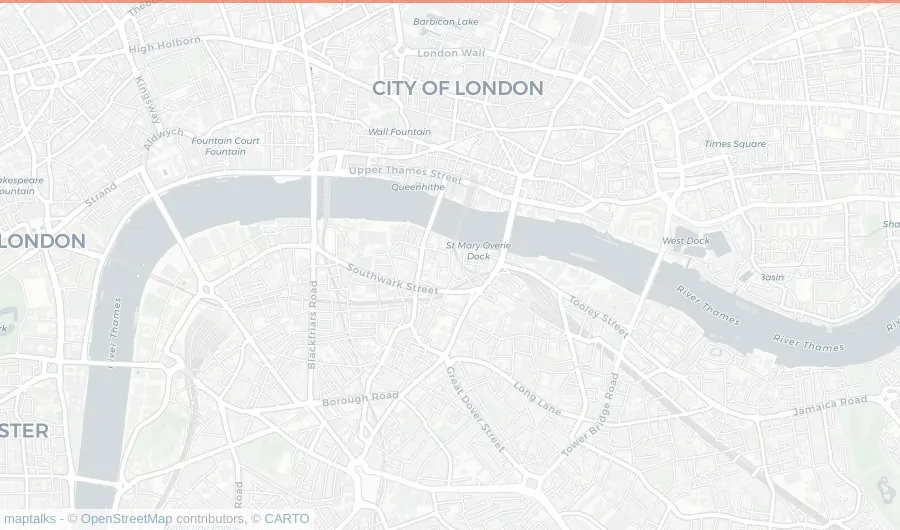 Theob
Barbican Lake
High Holborn
London Wall
Kingsway
CITY OF LONDON
Aldwych
Wall Fountain
Fountain Court
Fountain
Times Square
Upper Thames Street
akespeare
ountain
Queenhithe
Strand
Sha
LONDON
St Mary Overie
Dock
West Dock
Basin
Southwark Street
River Thames
Tooley Street
River Thames
River Thames
Riv
rk
Blackfriars Road
Borough Road
Great Dover Street
Long Lane
Tower Bridge Road
Jamaica Road
STER
Road
maptalks - © OpenStreetMap contributors, © CARTO